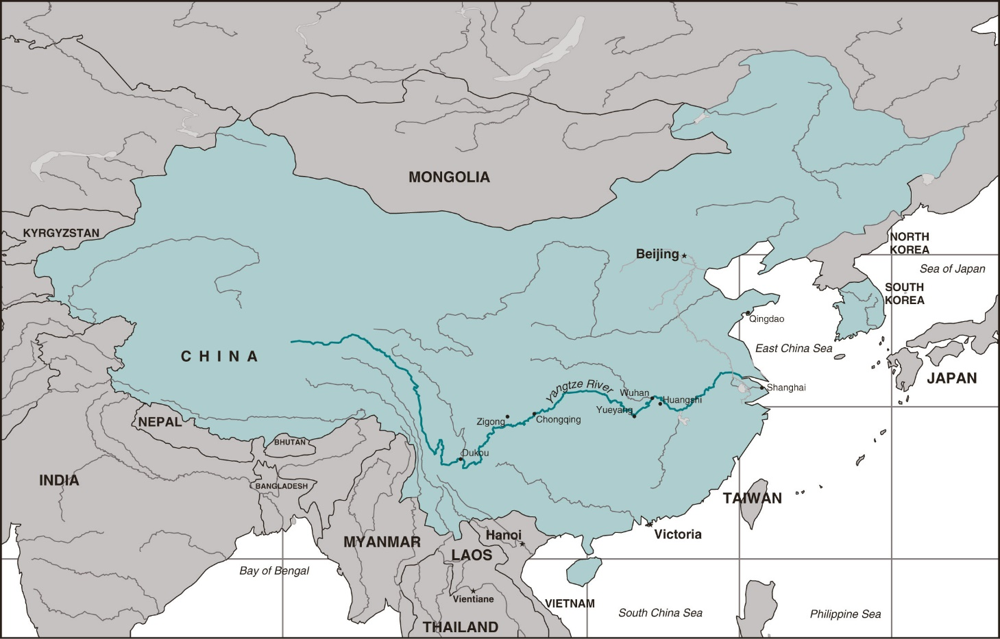 MONGOLIA
KYRGYZSTAN
NORTH
KOREA
Beijing
Sea of Japan
SOUTH
KOREA
Qingdao
East China Sea
CHINA
JAPAN
Yangtze River
Shanghai
Wuhan
Huangshi
Yueyang
Zigong
Chongqing
NEPAL
BHUTAN
Dukou
INDIA
BANGLADESH
TAIWAN
Hanoi
Victoria
MYANMAR
LAOS
Bay of Bengal
Vientiane
VIETNAM
South China Sea
Philippine Sea
THAILAND